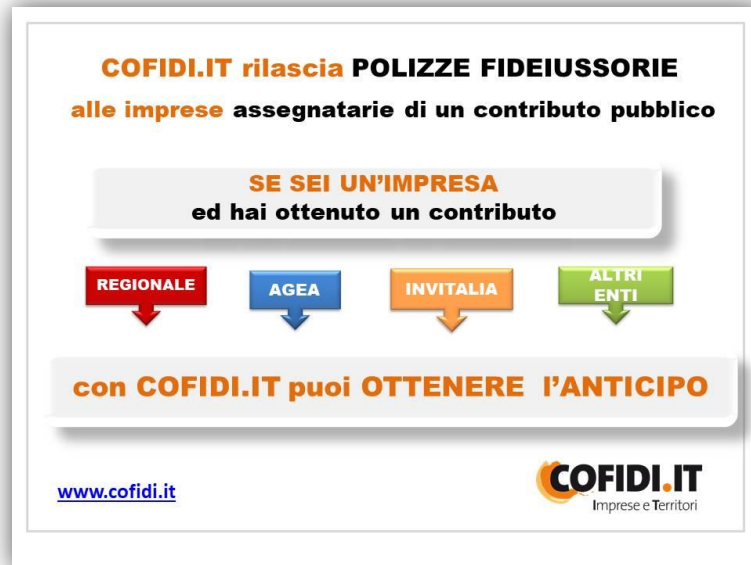 COFIDI.IT rilascia POLIZZE FIDEIUSSORIE
alle imprese assegnatarie di un contributo pubblico
SE SEI UN'IMPRESA
ed hai ottenuto un contributo
REGIONALE
AGEA
INVITALIA
ALTRI
ENTI
con COFIDI.IT puoi OTTENERE l'ANTICIPO
www.cofidi.it
COFIDI.IT
Imprese e Territori